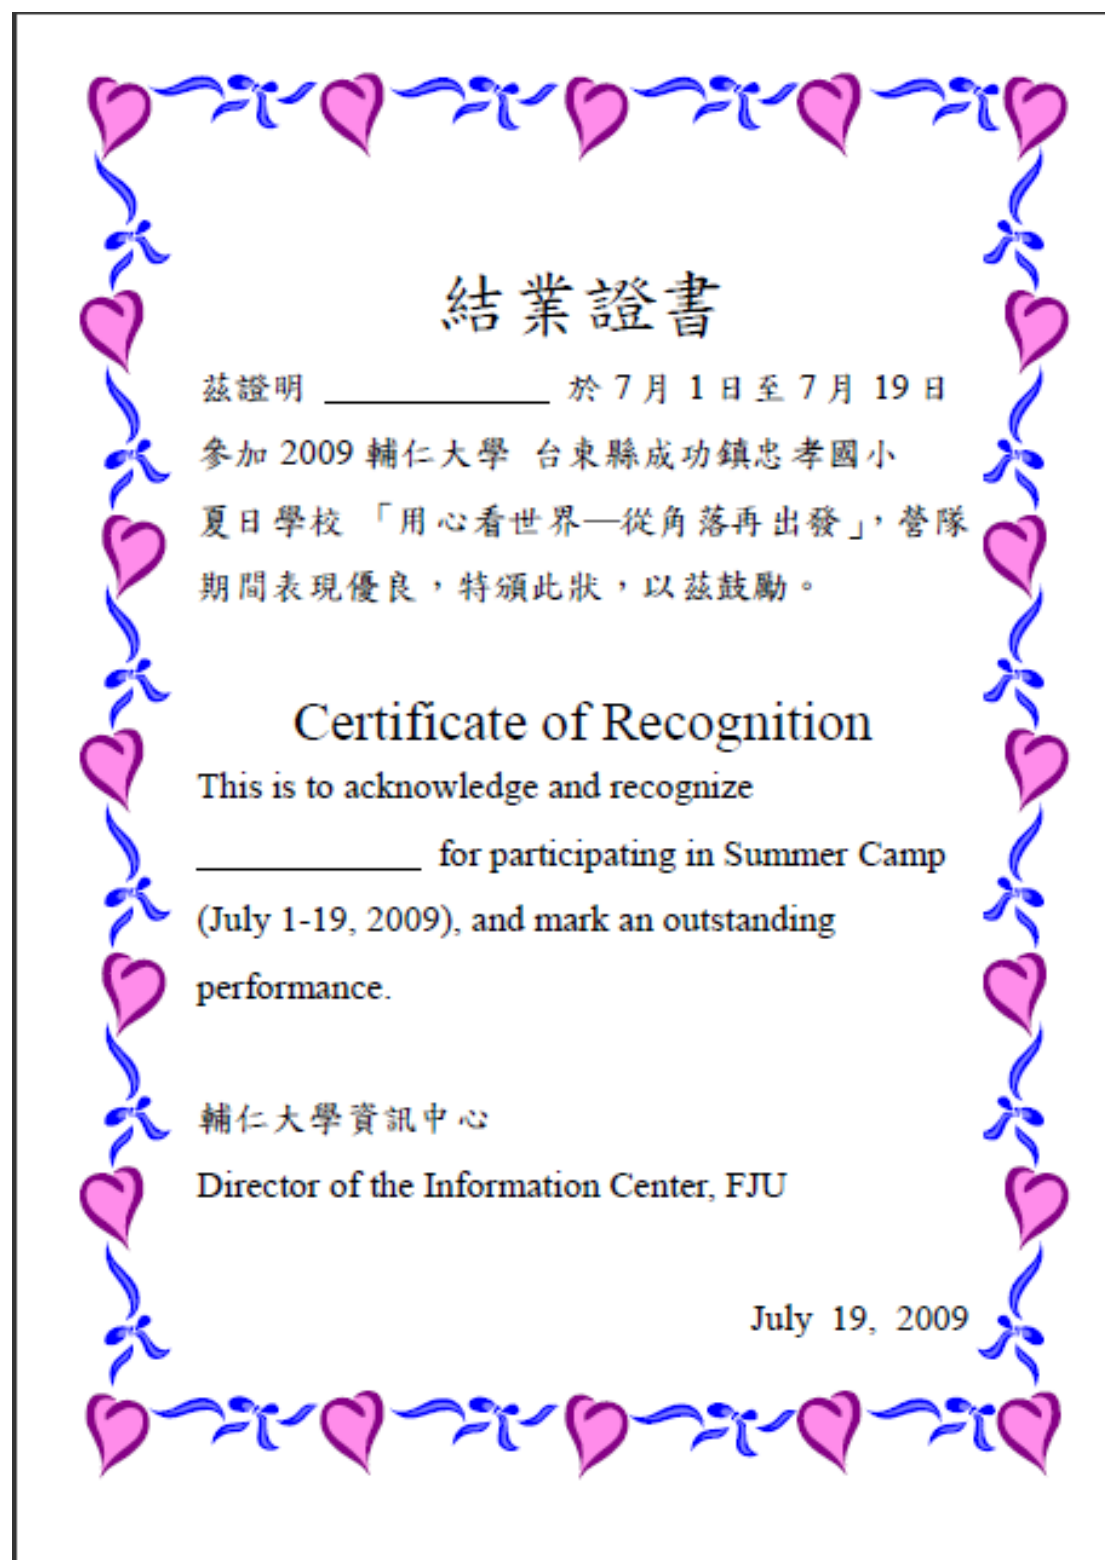 結業證書
茲證明 ____________ 於 7 月 1 日至 7 月 19 日
參加 2009 輔仁大學 台東縣成功鎮忠孝國小
夏日學校 「用心看世界—從角落再出發」，營隊
期間表現優良，特頒此狀，以茲鼓勵。
Certificate of Recognition
This is to acknowledge and recognize
____________ for participating in Summer Camp
(July 1-19, 2009), and mark an outstanding
performance.
輔仁大學資訊中心
Director of the Information Center, FJU
July 19, 2009